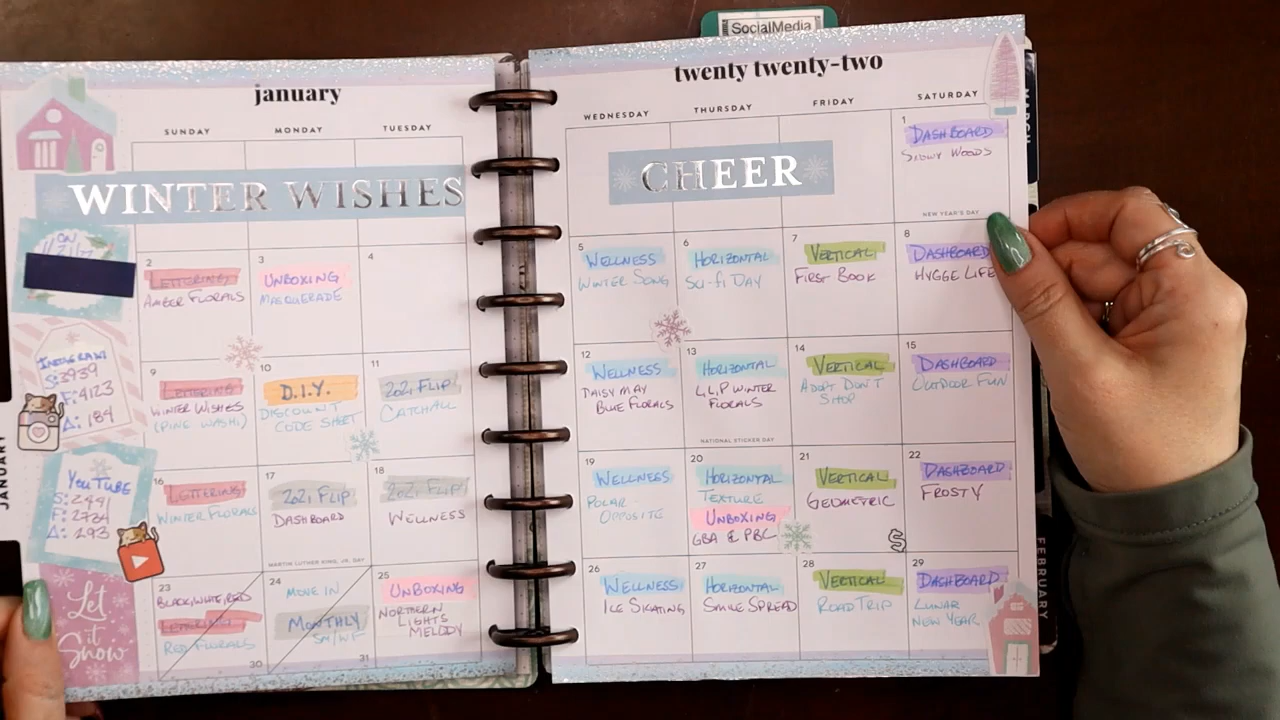 SocialMedia
january
twenty twenty-two
SUNDAY MONDAY TUESDAY WEDNESDAY THURSDAY FRIDAY SATURDAY
WINTER WISHES CHEER
1
DASHBOARD
SNOWY WOODS
NEW YEAR'S DAY
ON
2
LETTERING
AMBER FLORALS
3
UNBOXING
MASQUERADE
4
5
WELLNESS
WINTER SONG
6
HORIZONTAL
SCI-FI DAY
7
VERTICAL
FIRST BOOK
8
DASHBOARD
HYGGE LIFE
INSTAGRAM
S: 3939
F: 4123
Δ: 184
9
LETTERING
WINTER WISHES
(PINE WASHI)
10
D.I.Y.
DISCOUNT
CODE SHEET
11
2021 FLIP
CATCHALL
12
WELLNESS
DAISY MAY
BLUE FLORALS
13
HORIZONTAL
L.L.P WINTER
FLORALS
NATIONAL STICKER DAY
14
VERTICAL
ADOPT DON'T
SHOP
15
DASHBOARD
OUTDOOR FUN
YOUTUBE
S: 2441
F: 2734
Δ: 293
16
LETTERING
WINTER FLORALS
17
2021 FLIP
DASHBOARD
MARTIN LUTHER KING, JR. DAY
18
2021 FLIP
WELLNESS
19
WELLNESS
POLAR
OPPOSITE
20
HORIZONTAL
TEXTURE
UNBOXING
GBA & PBC
21
VERTICAL
GEOMETRIC
$
22
DASHBOARD
FROSTY
Let
it
Snow
23
BLACK, WHITE, RED
LETTERING
RED FLORALS
30
24
MOVE IN
MONTHLY
SM/WF
31
25
UNBOXING
NORTHERN
LIGHTS
MELODY
26
WELLNESS
ICE SKATING
27
HORIZONTAL
SMILE SPREAD
28
VERTICAL
ROAD TRIP
29
DASHBOARD
LUNAR
NEW YEAR
JANUARY
MARCH
FEBRUARY